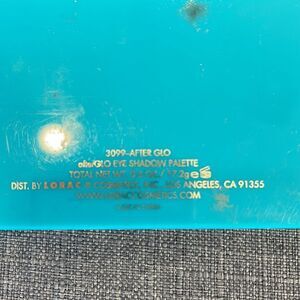 3099-AFTER GLO
alter/GLO EYE SHADOW PALETTE
TOTAL NET WT. 0.6 OZ / 17.2g e
DIST. BY LORAC COSMETICS, INC., LOS ANGELES, CA 91355
WWW.LORACCOSMETICS.COM